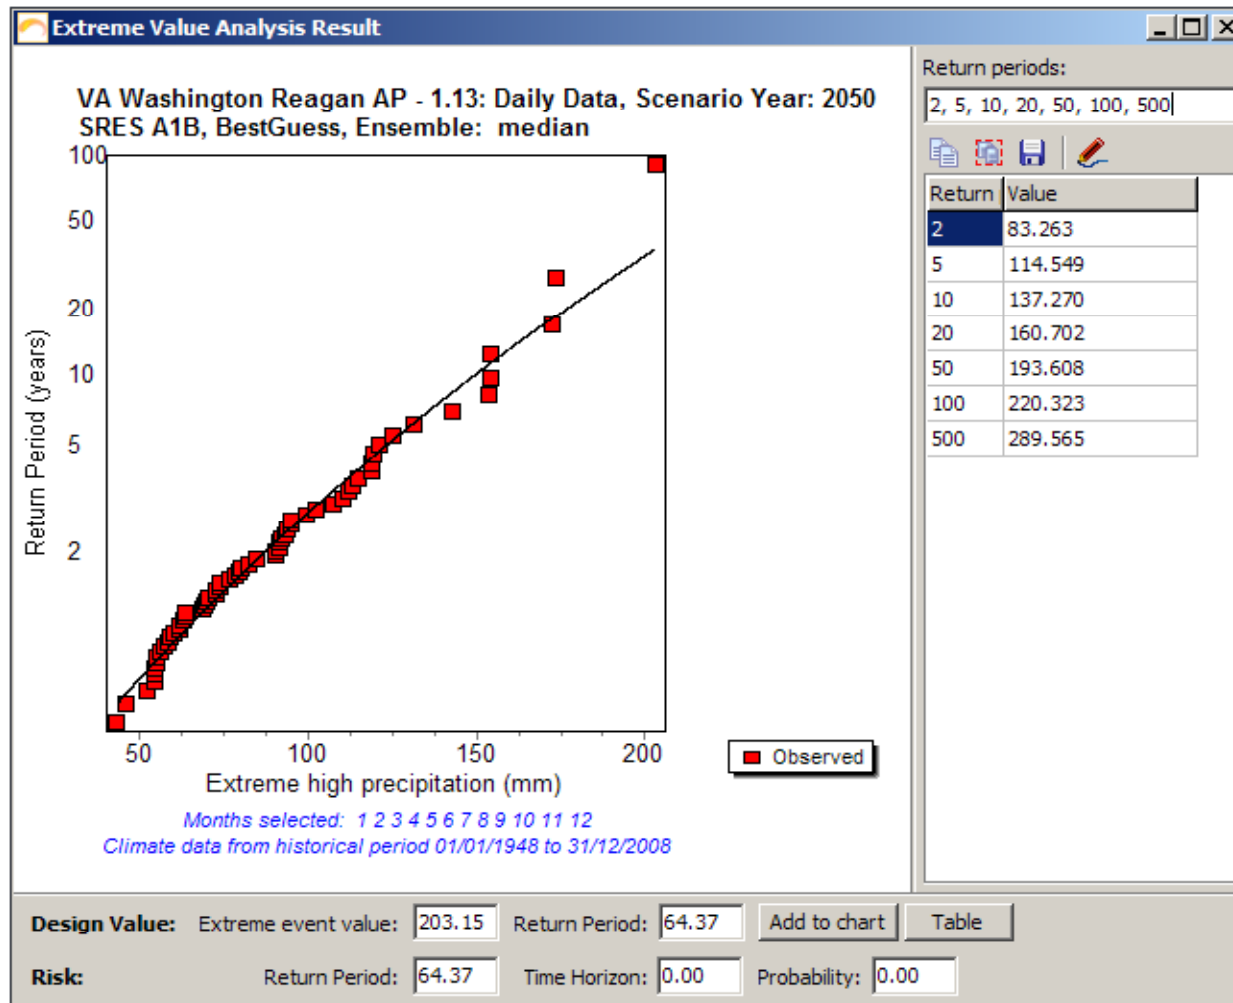 Extreme Value Analysis Result
VA Washington Reagan AP - 1.13: Daily Data, Scenario Year: 2050
SRES A1B, BestGuess, Ensemble:  median
100
50
20
10
5
2
Return Period (years)
50 100 150 200
Extreme high precipitation (mm)
Observed
Months selected:  1 2 3 4 5 6 7 8 9 10 11 12
Climate data from historical period 01/01/1948 to 31/12/2008
Return periods:
2, 5, 10, 20, 50, 100, 500
Return Value
2 83.263
5 114.549
10 137.270
20 160.702
50 193.608
100 220.323
500 289.565
Design Value: Extreme event value: 203.15 Return Period: 64.37 Add to chart Table
Risk: Return Period: 64.37 Time Horizon: 0.00 Probability: 0.00